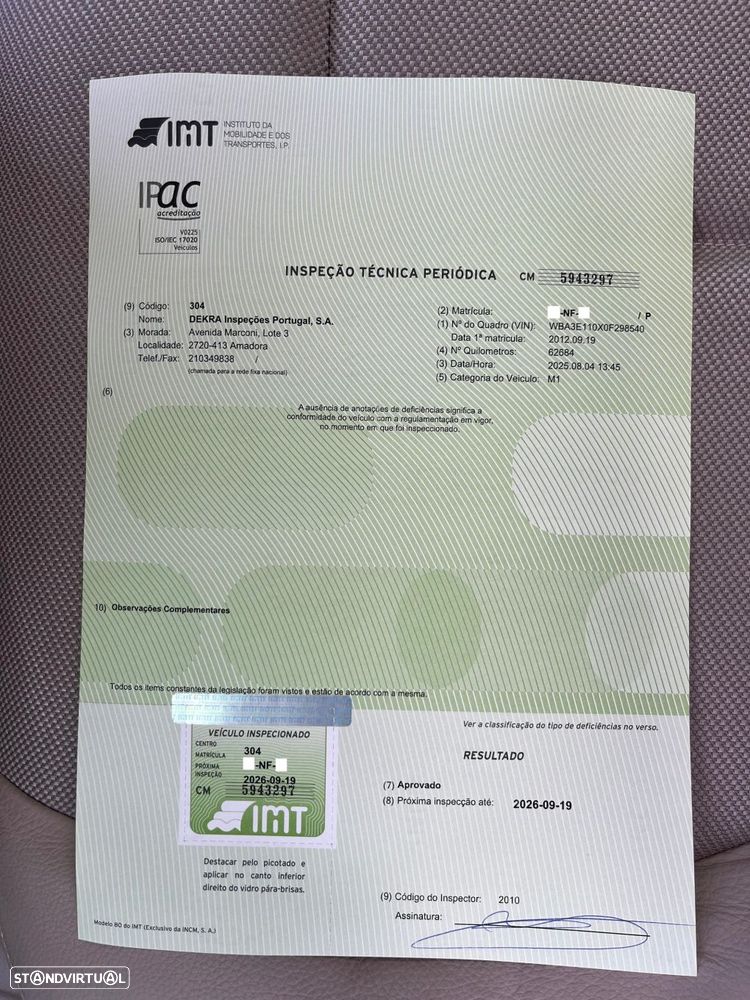 IMT INSTITUTO DA
MOBILIDADE E DOS
TRANSPORTES, I.P.
IPAC
acreditação
V0225
ISO/IEC 17020
Veículos
INSPEÇÃO TÉCNICA PERIÓDICA CM 5943297
(9) Código: 304
Nome: DEKRA Inspeções Portugal, S.A.
(3) Morada: Avenida Marconi, Lote 3
Localidade: 2720-413 Amadora
Telef./Fax: 210349838 /
(chamada para a rede fixa nacional)
(2) Matrícula: -NF- / P
(1) Nº do Quadro (VIN): WBA3E110X0F298540
Data 1ª matrícula: 2012.09.19
(4) Nº Quilometros: 62684
(3) Data/Hora: 2025.08.04 13:45
(5) Categoria do Veículo: M1
(6)
A ausência de anotações de deficiências significa a
conformidade do veículo com a regulamentação em vigor,
no momento em que foi inspeccionado.
10) Observações Complementares
Todos os itens constantes da legislação foram vistos e estão de acordo com a mesma.
Ver a classificação do tipo de deficiências no verso.
VEÍCULO INSPECIONADO
CENTRO 304
MATRÍCULA -NF-
PRÓXIMA
INSPEÇÃO 2026-09-19
CM 5943297
IMT
RESULTADO
(7) Aprovado
(8) Próxima inspecção até: 2026-09-19
Destacar pelo picotado e
aplicar no canto inferior
direito do vidro pára-brisas.
(9) Código do Inspector: 2010
Assinatura:
Modelo 80 do IMT (Exclusivo da INCM, S. A.)
STANDVIRTUAL